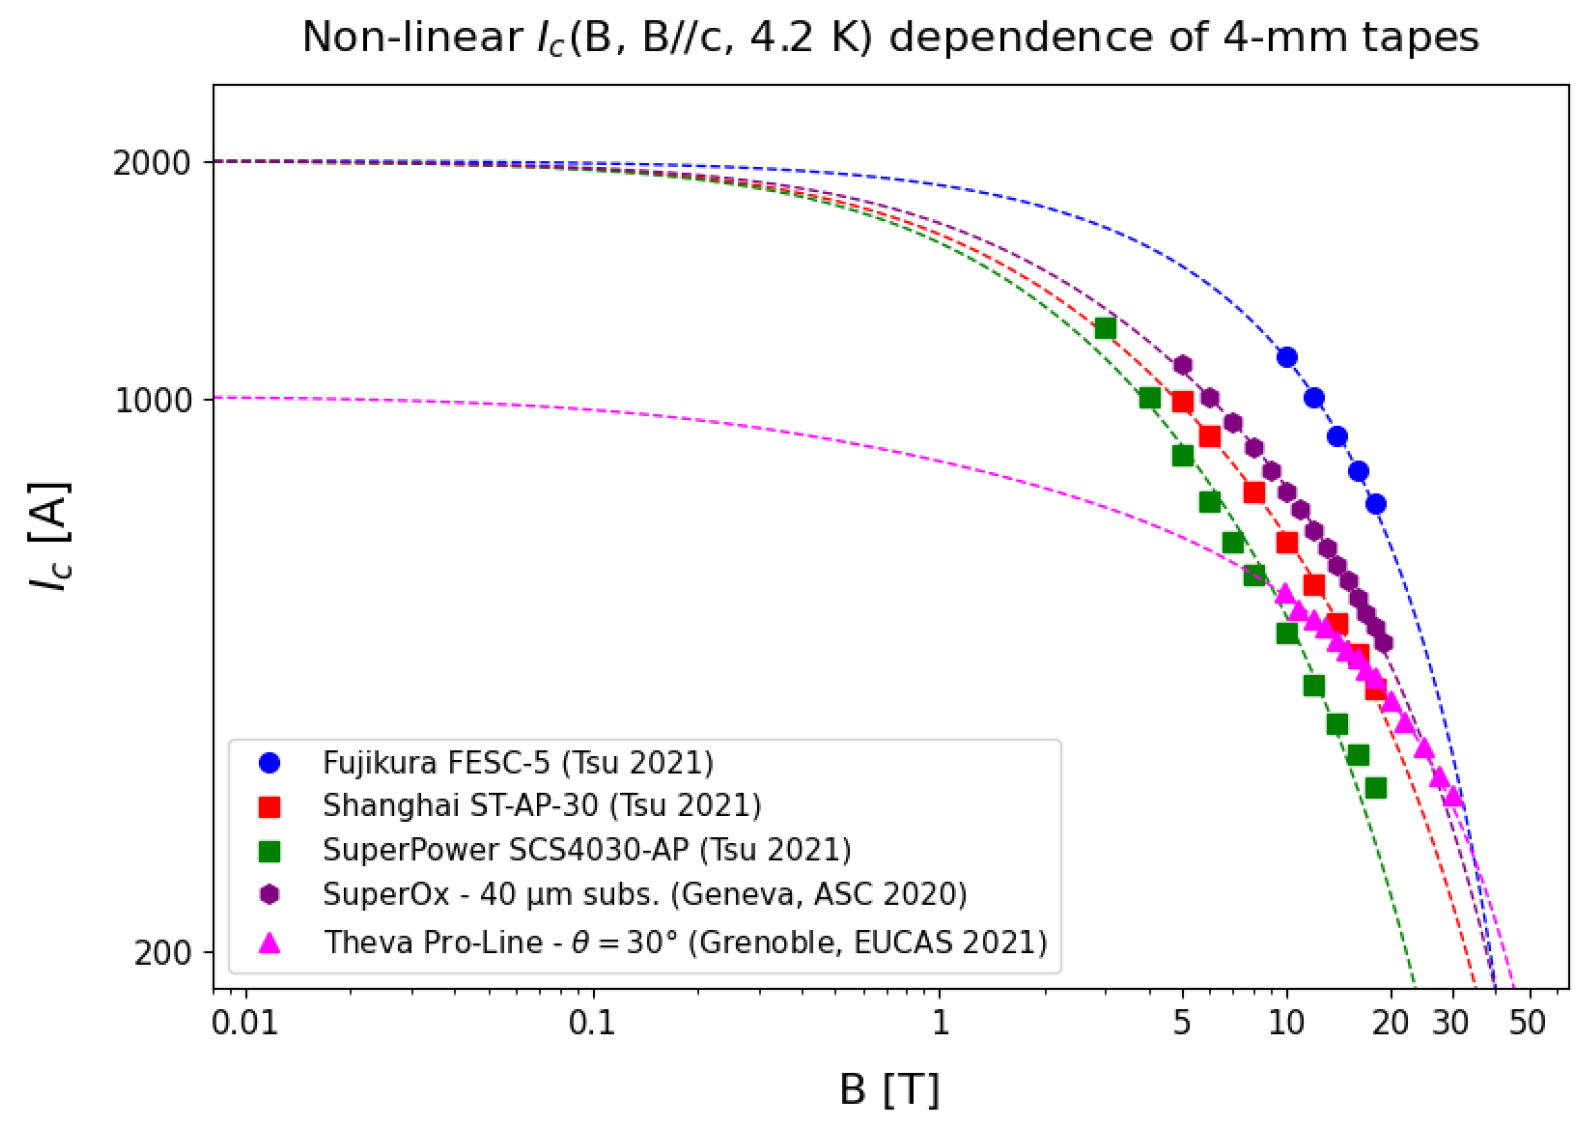 Non-linear I_c(B, B//c, 4.2 K) dependence of 4-mm tapes
I_c [A]
2000
1000
200
Fujikura FESC-5 (Tsu 2021)
Shanghai ST-AP-30 (Tsu 2021)
SuperPower SCS4030-AP (Tsu 2021)
SuperOx - 40 μm subs. (Geneva, ASC 2020)
Theva Pro-Line - θ = 30° (Grenoble, EUCAS 2021)
0.01 0.1 1 5 10 20 30 50
B [T]